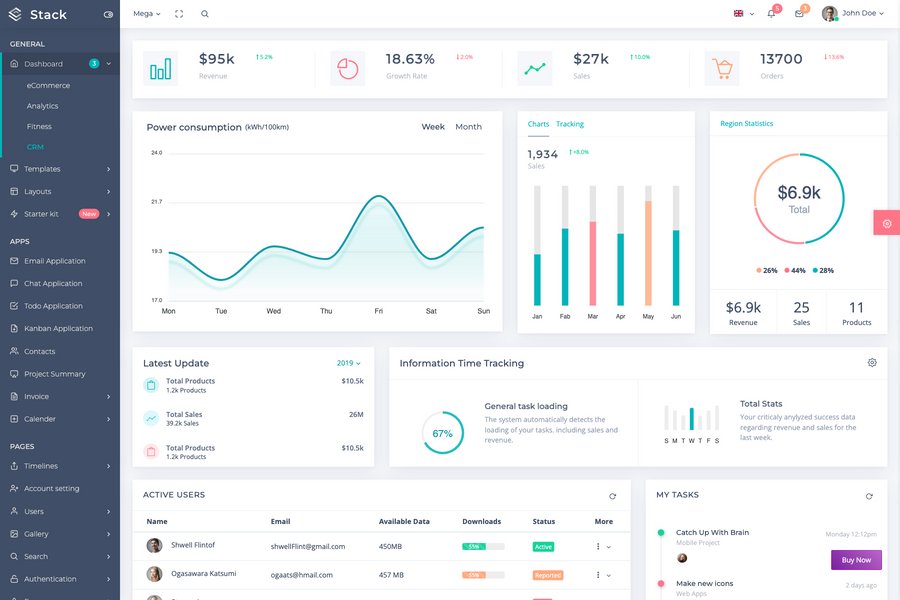 Stack
GENERAL
Dashboard 3
eCommerce
Analytics
Fitness
CRM
Templates
Layouts
Starter kit New
APPS
Email Application
Chat Application
Todo Application
Kanban Application
Contacts
Project Summary
Invoice
Calender
PAGES
Timelines
Account setting
Users
Gallery
Search
Authentication
Mega
5
3
John Doe
$95k 5.2%
Revenue
18.63% 2.0%
Growth Rate
$27k 10.0%
Sales
13700 13.6%
Orders
Power consumption (kWh/100km)
Week Month
24.0
21.7
19.3
17.0
Mon Tue Wed Thu Fri Sat Sun
Charts Tracking
1,934 +8.0%
Sales
Jan Feb Mar Apr May Jun
Region Statistics
$6.9k
Total
26% 44% 28%
$6.9k 25 11
Revenue Sales Products
Latest Update 2019
Total Products $10.5k
1.2k Products
Total Sales 26M
39.2k Sales
Total Products $10.5k
1.2k Products
Information Time Tracking
67%
General task loading
The system automatically detects the
loading of your tasks. including sales and
revenue.
S M T W T F S
Total Stats
Your criticaly anylyzed success data
regarding revenue and sales for the
last week.
ACTIVE USERS
Name Email Available Data Downloads Status More
Shwell Flintof shwellFlint@gmail.com 450MB 55% Active
Ogasawara Katsumi ogaats@hmail.com 457 MB Reported
MY TASKS
Catch Up With Brain Monday 12:12pm
Mobile Project
Buy Now
Make new icons 2 days ago
Web Apps